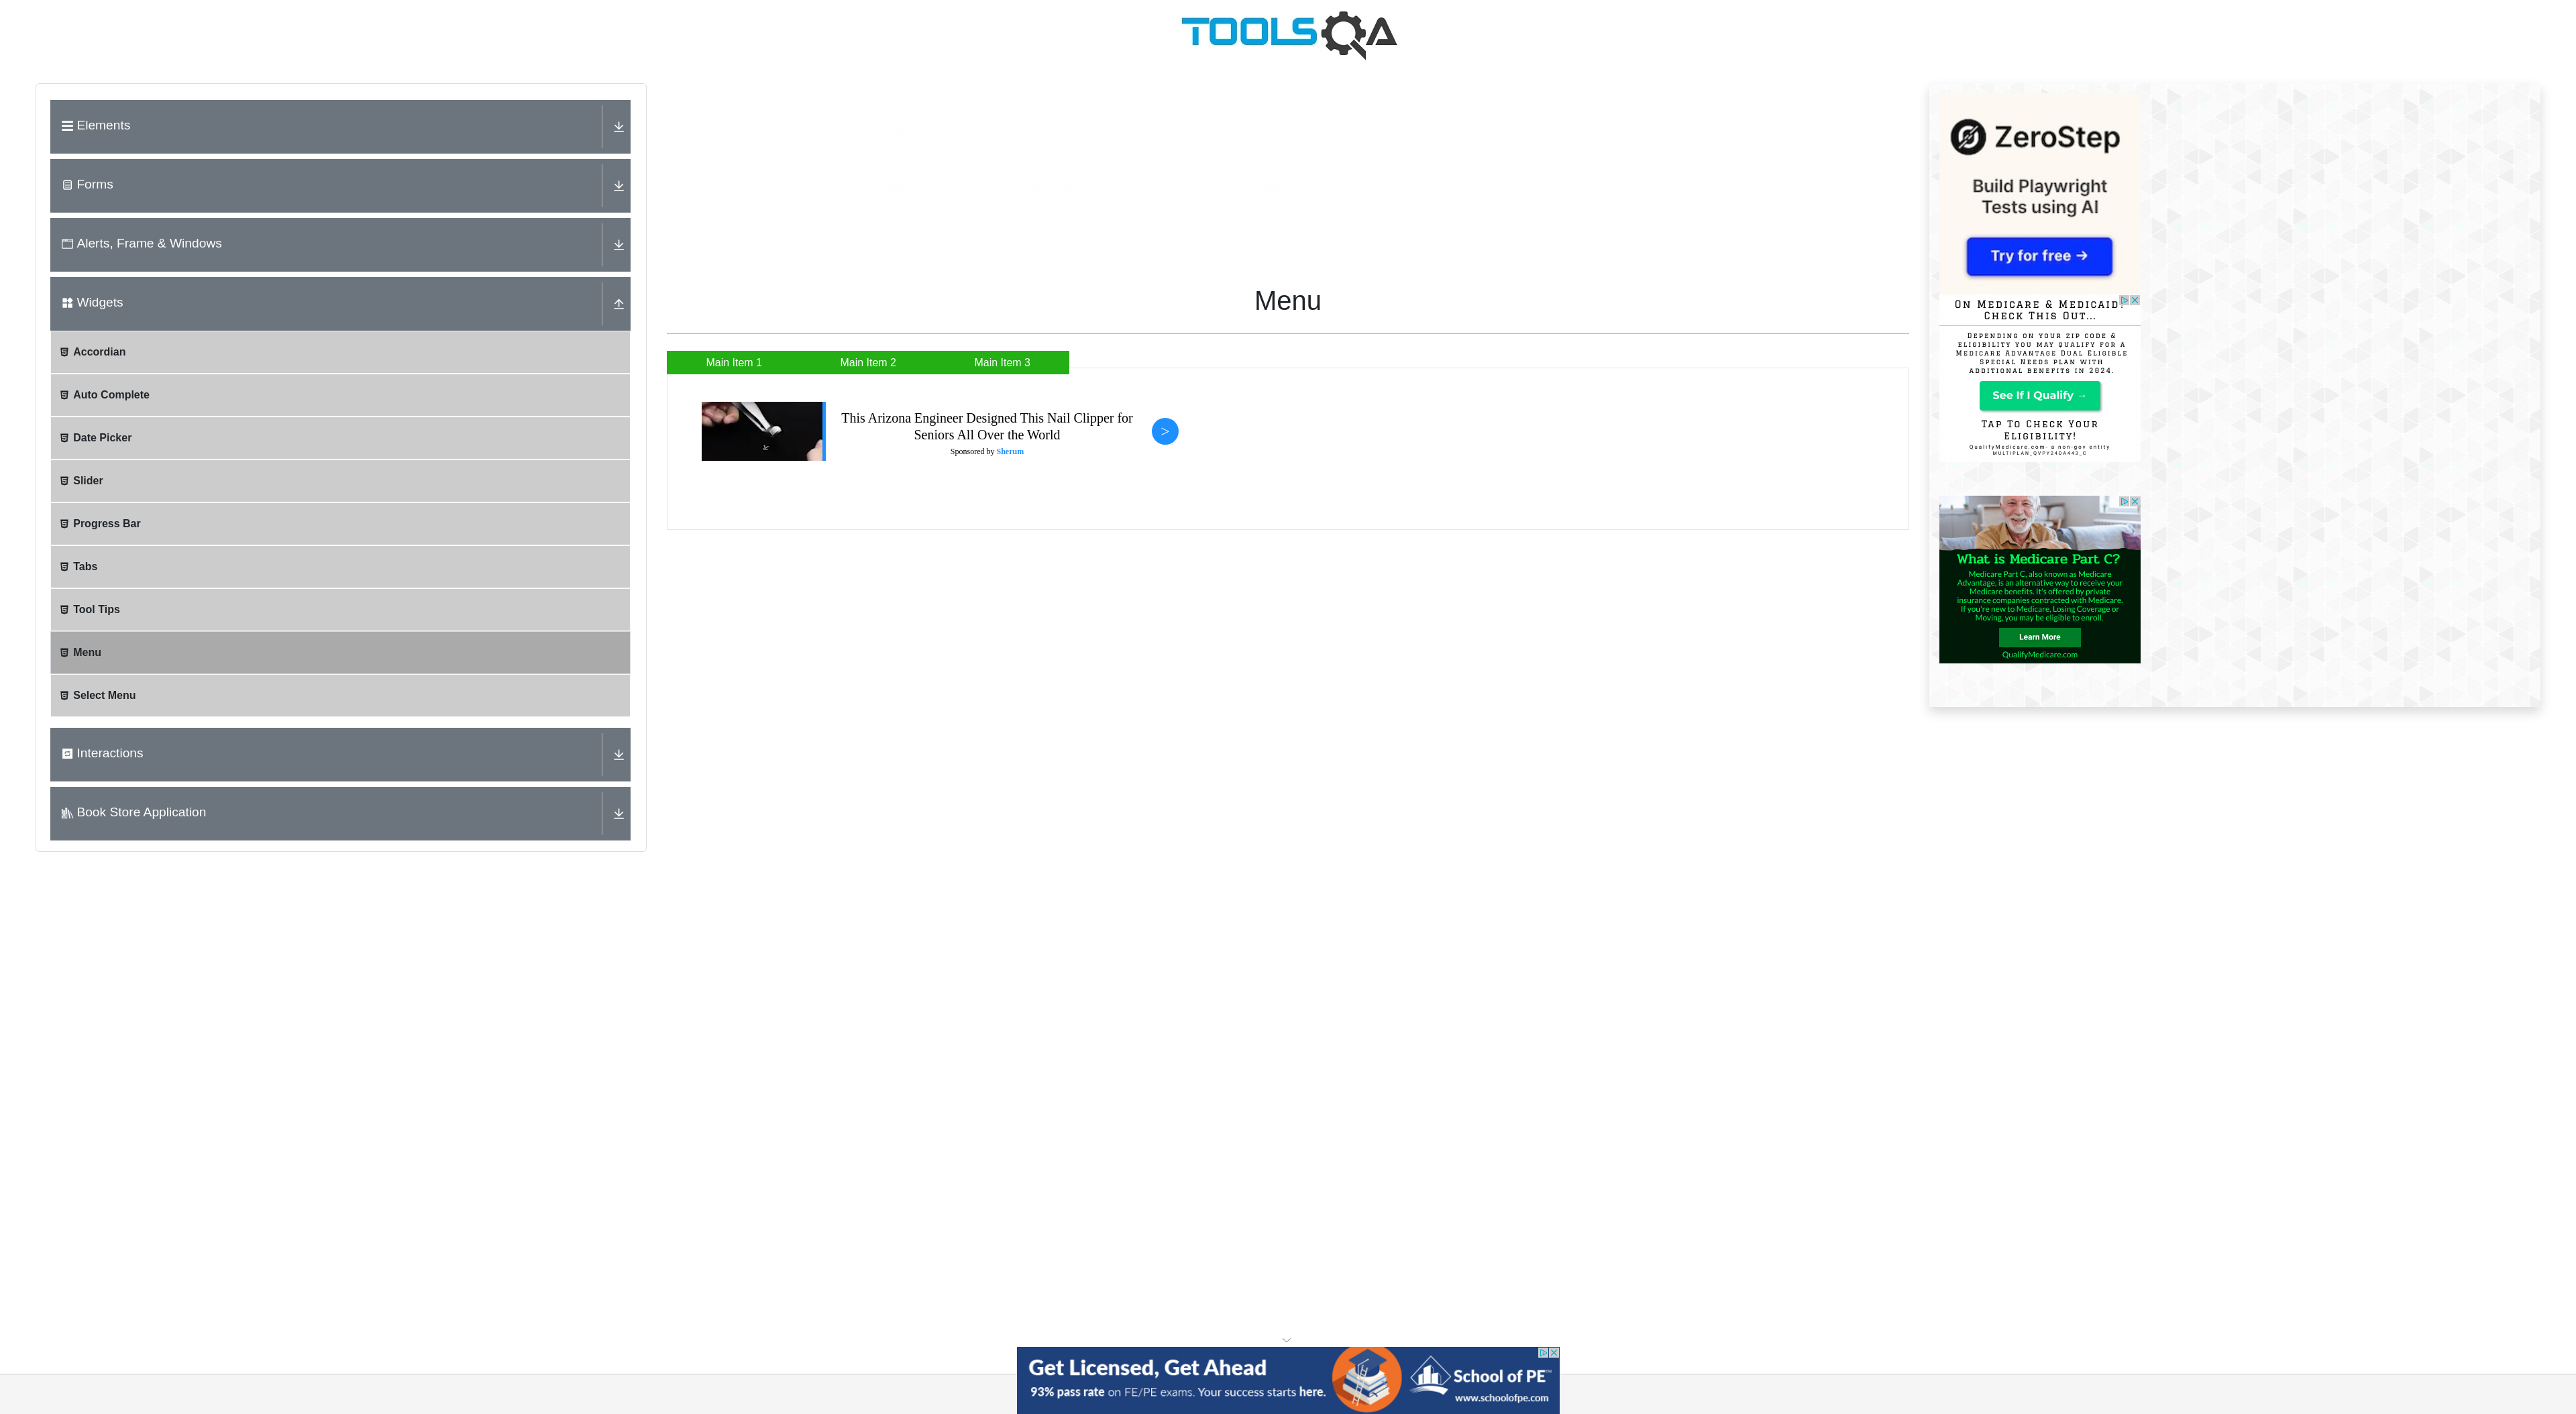 TOOLSQA
Elements
Forms
Alerts, Frame & Windows
Widgets
Accordian
Auto Complete
Date Picker
Slider
Progress Bar
Tabs
Tool Tips
Menu
Select Menu
Interactions
Book Store Application
Menu
Main Item 1
Main Item 2
Main Item 3
This Arizona Engineer Designed This Nail Clipper for
Seniors All Over the World
Sponsored by Sherum
>
ZeroStep
Build Playwright
Tests using AI
Try for free →
On Medicare & Medicaid?
Check This Out...
Depending on your zip code &
eligibility you may qualify for a
Medicare Advantage Dual Eligible
Special Needs plan with
additional benefits in 2024.
See If I Qualify →
Tap To Check Your
Eligibility!
QualifyMedicare.com- a non-gov entity
MULTIPLAN_QVPY24DA443_C
What is Medicare Part C?
Medicare Part C, also known as Medicare
Advantage, is an alternative way to receive your
Medicare benefits. It's offered by private
insurance companies contracted with Medicare.
If you're new to Medicare, Losing Coverage or
Moving, you may be eligible to enroll.
Learn More
QualifyMedicare.com
Get Licensed, Get Ahead
93% pass rate on FE/PE exams. Your success starts here.
School of PE™
www.schoolofpe.com